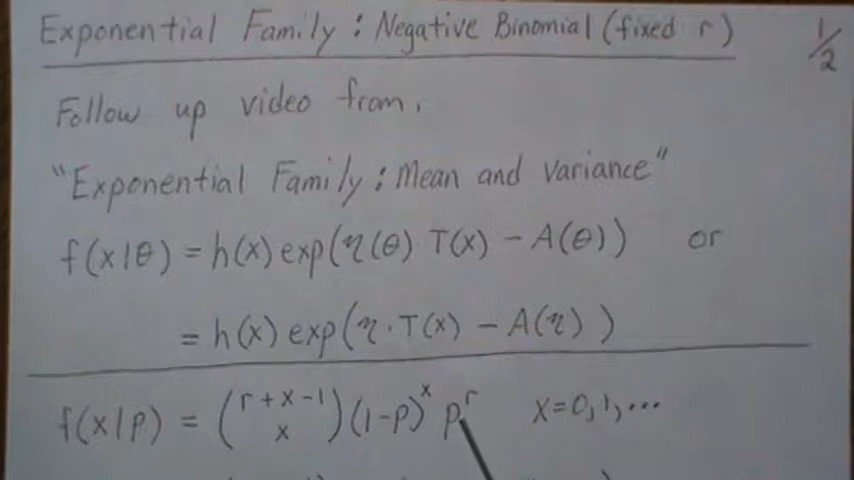 Exponential Family: Negative Binomial (fixed r) 1/2
Follow up video from.
"Exponential Family: Mean and variance"
f(x|θ) = h(x) exp(η(θ)·T(x) - A(θ)) or
= h(x) exp(η·T(x) - A(η))
f(x|p) = (r+x-1 x)(1-p)^x p^r x=0,1,...